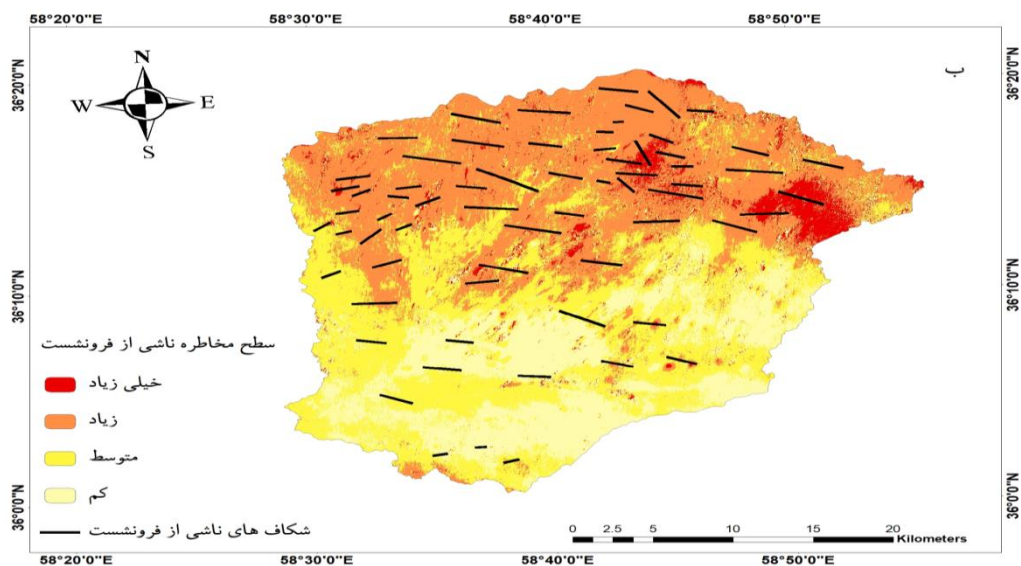 58°20'0"E 58°30'0"E 58°40'0"E 58°50'0"E
ب
N
W E
S
36°20'0"N 36°20'0"N
36°10'0"N 36°10'0"N
36°0'0"N 36°0'0"N
سطح مخاطره ناشی از فرونشست
خیلی زیاد
زیاد
متوسط
کم
شکاف های ناشی از فرونشست
0 2.5 5 10 15 20
Kilometers
58°20'0"E 58°30'0"E 58°40'0"E 58°50'0"E